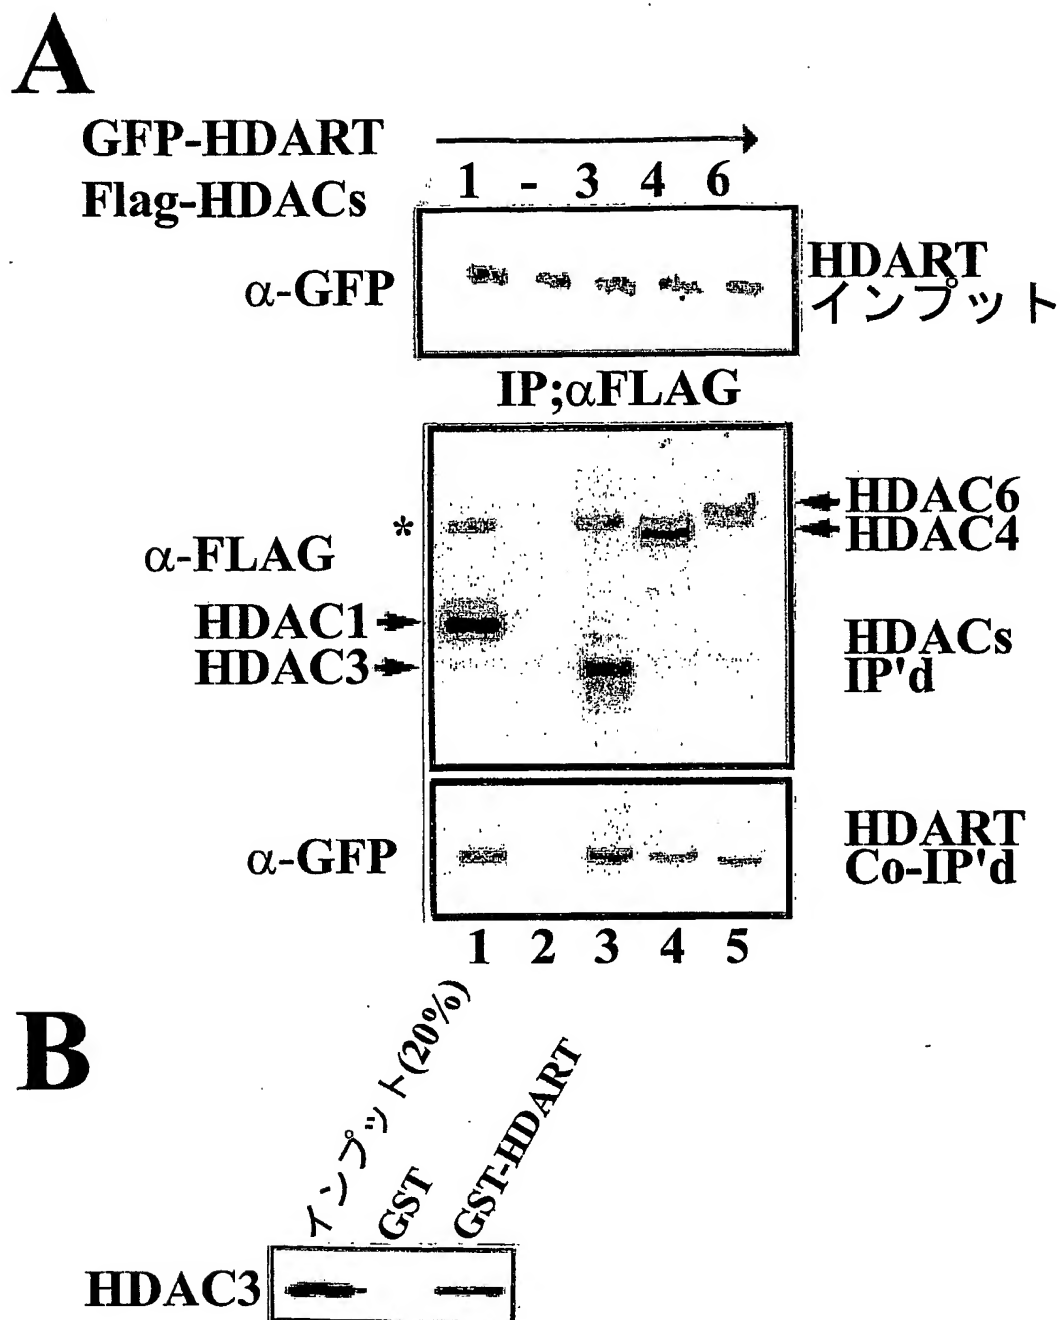 A
GFP-HDART
Flag-HDACs
1 - 3 4 6
α-GFP
HDART
インプット
IP;αFLAG
*
α-FLAG
HDAC1
HDAC3
HDAC6
HDAC4
HDACs
IP'd
α-GFP
HDART
Co-IP'd
1 2 3 4 5
B
インプット(20%)
GST
GST-HDART
HDAC3